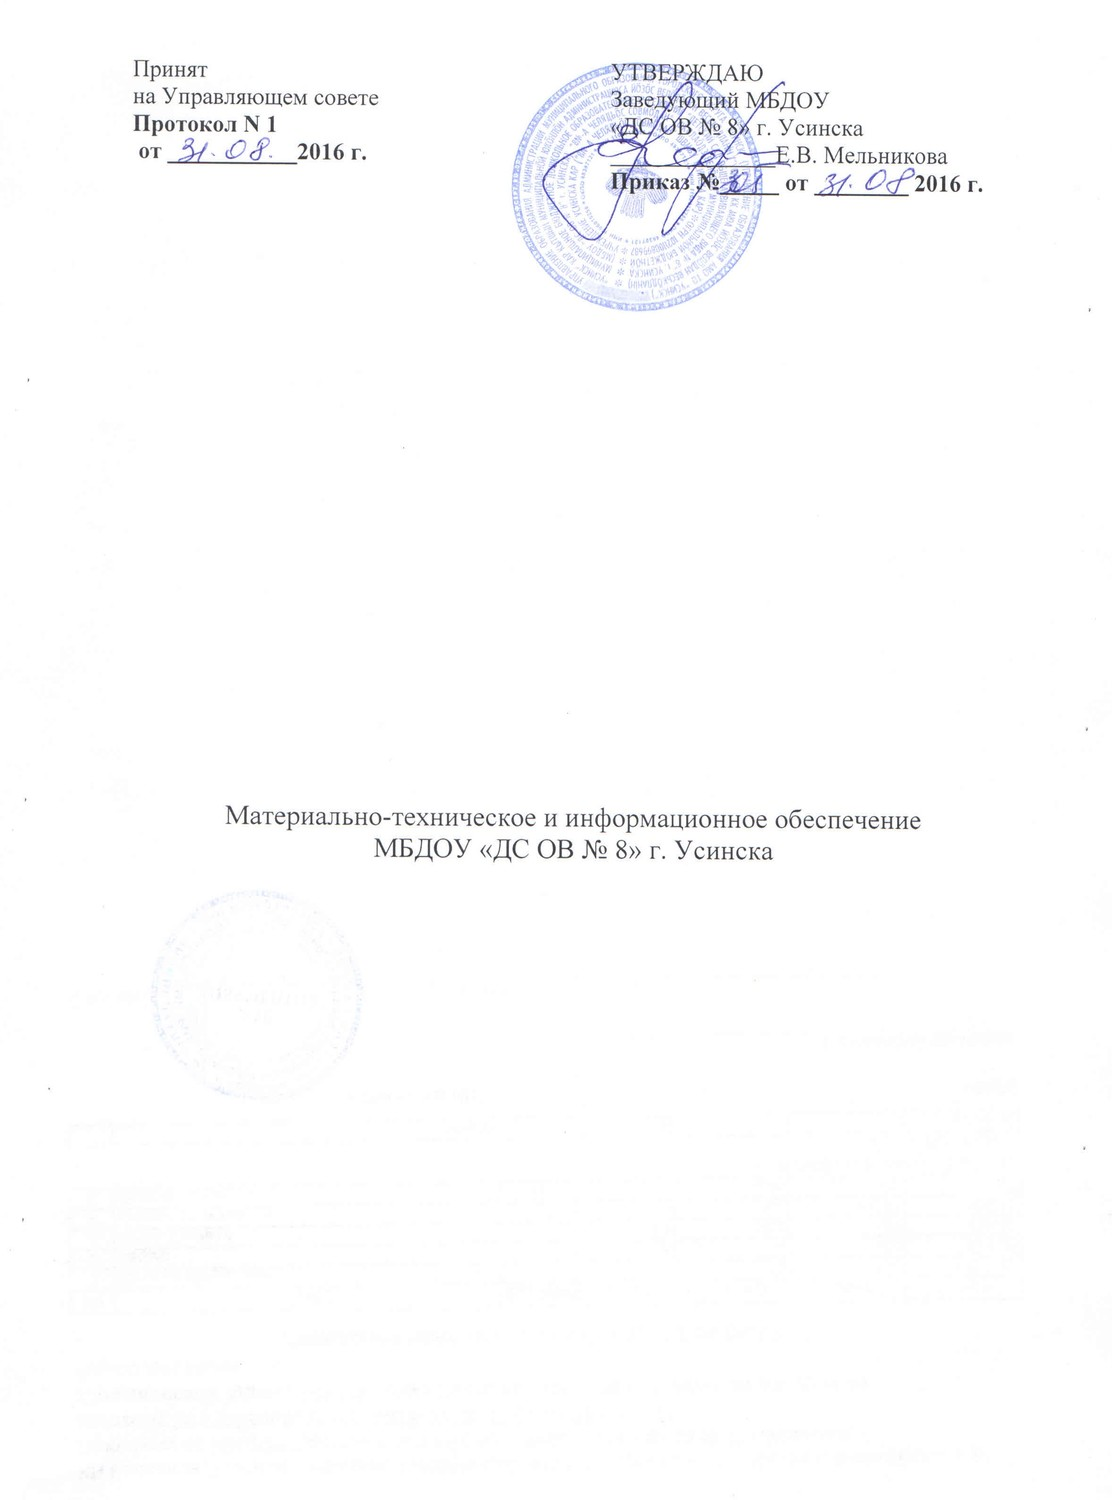 Принят
на Управляющем совете
Протокол N 1
от 31.08. 2016 г.
УТВЕРЖДАЮ
Заведующий МБДОУ
«ДС ОВ № 8» г. Усинска
Е.В. Мельникова
Приказ № 301 от 31.08 2016 г.
Материально-техническое и информационное обеспечение
МБДОУ «ДС ОВ № 8» г. Усинска